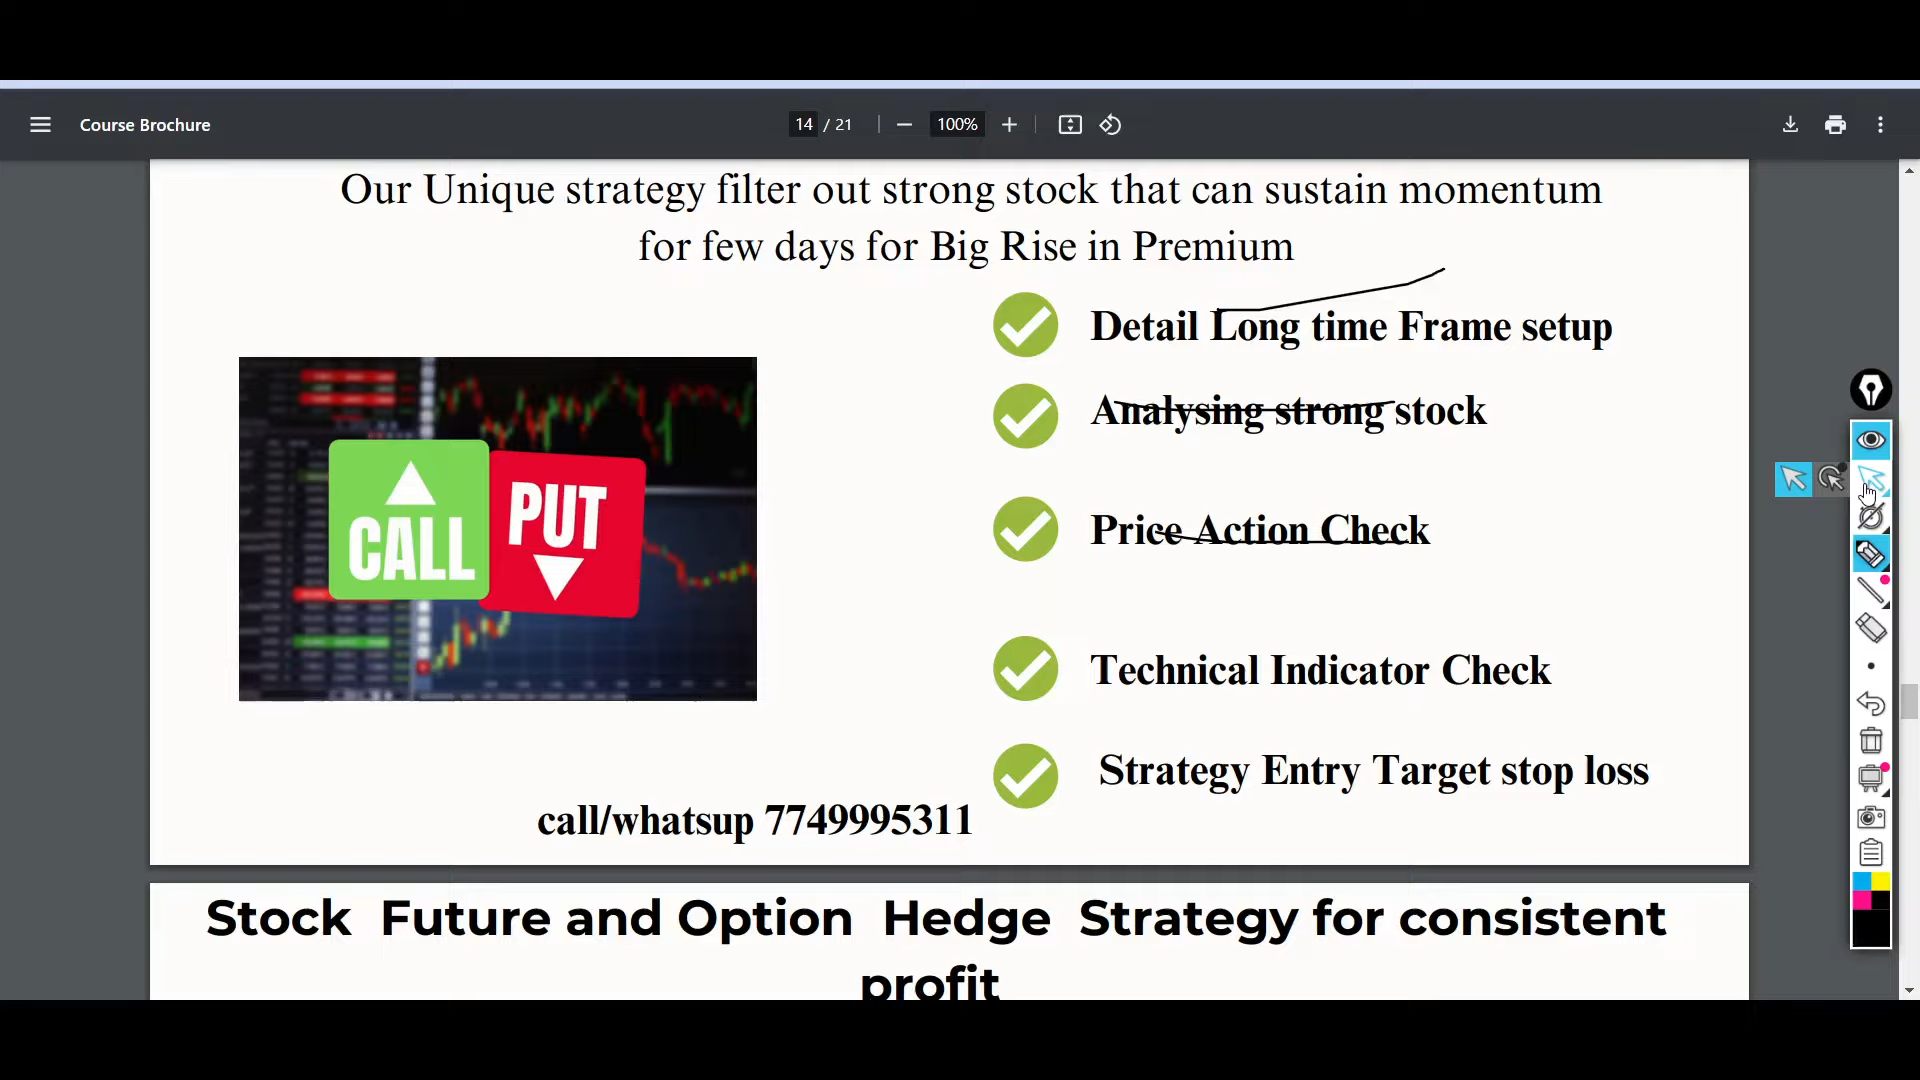 Course Brochure
14 / 21
100%
Our Unique strategy filter out strong stock that can sustain momentum
for few days for Big Rise in Premium
Detail Long time Frame setup
Analysing strong stock
Price Action Check
Technical Indicator Check
Strategy Entry Target stop loss
CALL
PUT
call/whatsup 7749995311
Stock Future and Option Hedge Strategy for consistent
profit